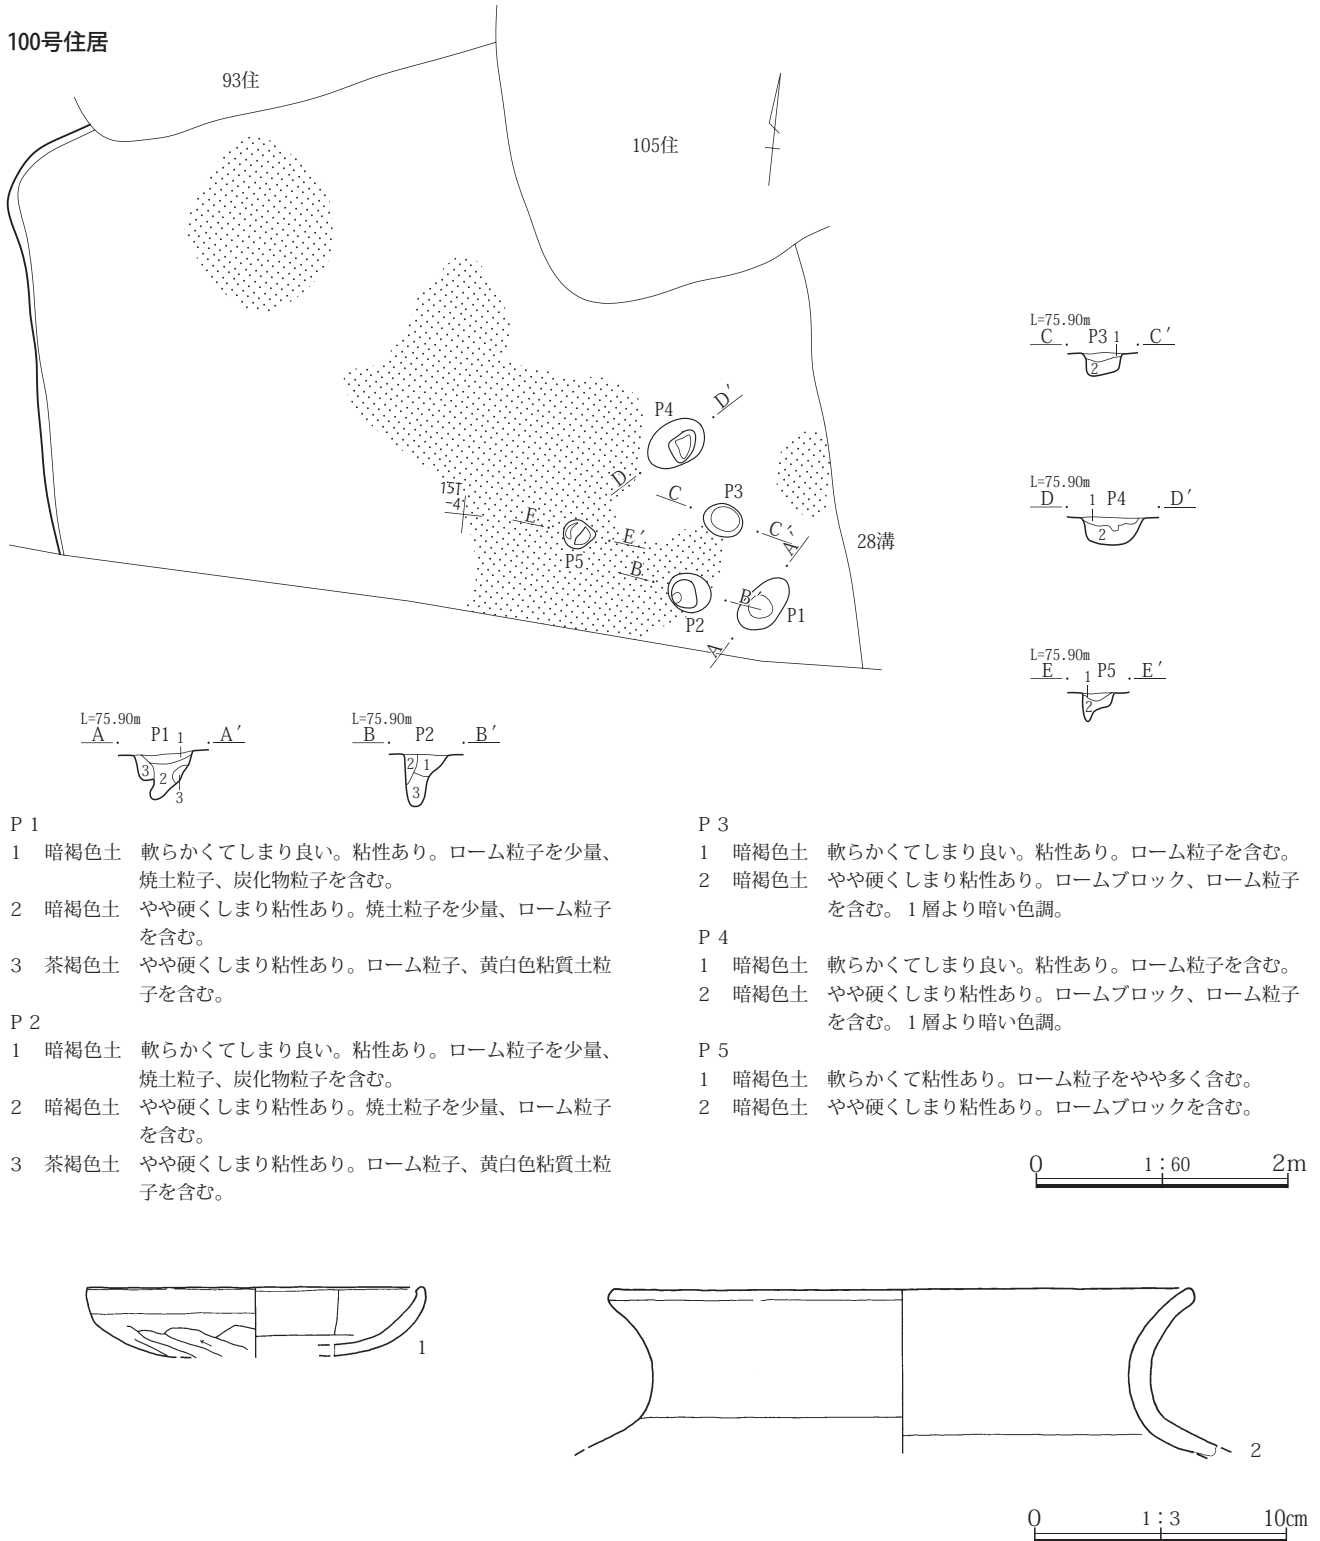 100号住居
93住
105住
P4
D′
D
C
P3
C′
A′
28溝
151
-4
E
E′
P5
B
B′
P2
P1
A
L=75.90m
C P3 1 C′
2
L=75.90m
D 1 P4 D′
2
L=75.90m
E 1 P5 E′
2
L=75.90m
A P1 1 A′
3 2
3
L=75.90m
B P2 B′
2 1
3
P 1
1 暗褐色土 軟らかくてしまり良い。粘性あり。ローム粒子を少量、
焼土粒子、炭化物粒子を含む。
2 暗褐色土 やや硬くしまり粘性あり。焼土粒子を少量、ローム粒子
を含む。
3 茶褐色土 やや硬くしまり粘性あり。ローム粒子、黄白色粘質土粒
子を含む。
P 2
1 暗褐色土 軟らかくてしまり良い。粘性あり。ローム粒子を少量、
焼土粒子、炭化物粒子を含む。
2 暗褐色土 やや硬くしまり粘性あり。焼土粒子を少量、ローム粒子
を含む。
3 茶褐色土 やや硬くしまり粘性あり。ローム粒子、黄白色粘質土粒
子を含む。
P 3
1 暗褐色土 軟らかくてしまり良い。粘性あり。ローム粒子を含む。
2 暗褐色土 やや硬くしまり粘性あり。ロームブロック、ローム粒子
を含む。1層より暗い色調。
P 4
1 暗褐色土 軟らかくてしまり良い。粘性あり。ローム粒子を含む。
2 暗褐色土 やや硬くしまり粘性あり。ロームブロック、ローム粒子
を含む。1層より暗い色調。
P 5
1 暗褐色土 軟らかくて粘性あり。ローム粒子をやや多く含む。
2 暗褐色土 やや硬くしまり粘性あり。ロームブロックを含む。
0 1：60 2m
1
2
0 1：3 10cm